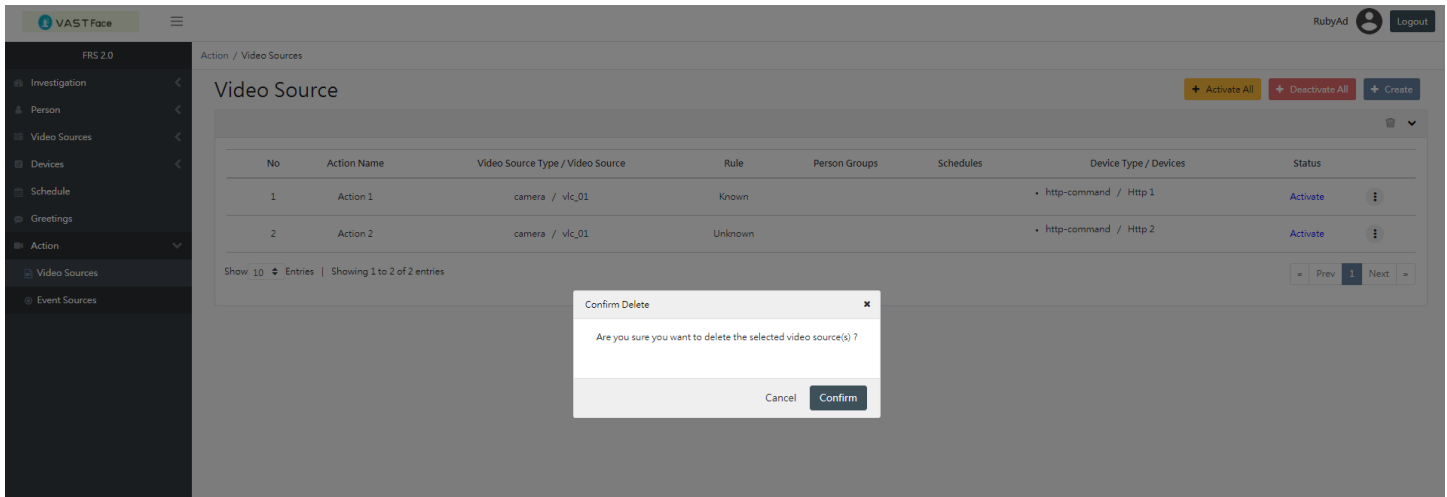 VAST Face
RubyAd
Logout
FRS 2.0
Action / Video Sources
Investigation
Person
Video Sources
Devices
Schedule
Greetings
Action
Video Sources
Event Sources
Video Source
+ Activate All
+ Deactivate All
+ Create
No Action Name Video Source Type / Video Source Rule Person Groups Schedules Device Type / Devices Status
1 Action 1 camera / vlc_01 Known • http-command / Http 1 Activate
2 Action 2 camera / vlc_01 Unknown • http-command / Http 2 Activate
Show 10 Entries | Showing 1 to 2 of 2 entries
« Prev 1 Next »
Confirm Delete
Are you sure you want to delete the selected video source(s) ?
Cancel Confirm